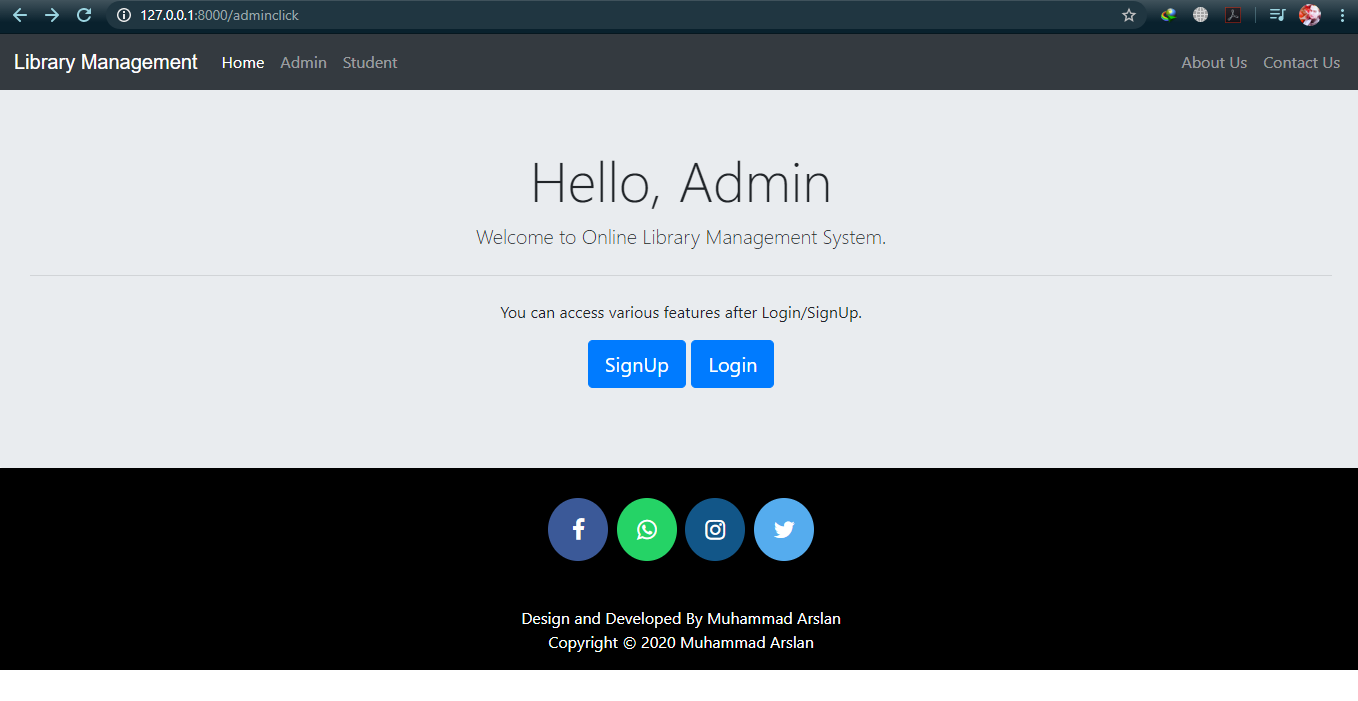 127.0.0.1:8000/adminclick
Library Management Home Admin Student About Us Contact Us
Hello, Admin
Welcome to Online Library Management System.
You can access various features after Login/SignUp.
SignUp Login
Design and Developed By Muhammad Arslan
Copyright © 2020 Muhammad Arslan